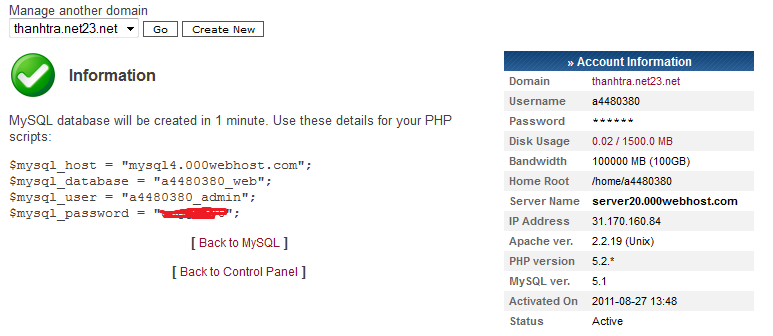 Manage another domain
thanhtra.net23.net Go Create New
Information
MySQL database will be created in 1 minute. Use these details for your PHP
scripts:
$mysql_host = "mysql4.000webhost.com";
$mysql_database = "a4480380_web";
$mysql_user = "a4480380_admin";
$mysql_password = "";
[ Back to MySQL ]
[ Back to Control Panel ]
» Account Information
Domain thanhtra.net23.net
Username a4480380
Password ******
Disk Usage 0.02 / 1500.0 MB
Bandwidth 100000 MB (100GB)
Home Root /home/a4480380
Server Name server20.000webhost.com
IP Address 31.170.160.84
Apache ver. 2.2.19 (Unix)
PHP version 5.2.*
MySQL ver. 5.1
Activated On 2011-08-27 13:48
Status Active